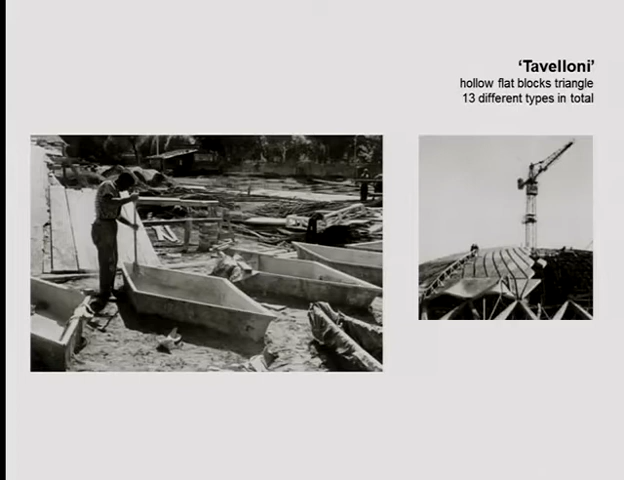 ‘Tavelloni’
hollow flat blocks triangle
13 different types in total